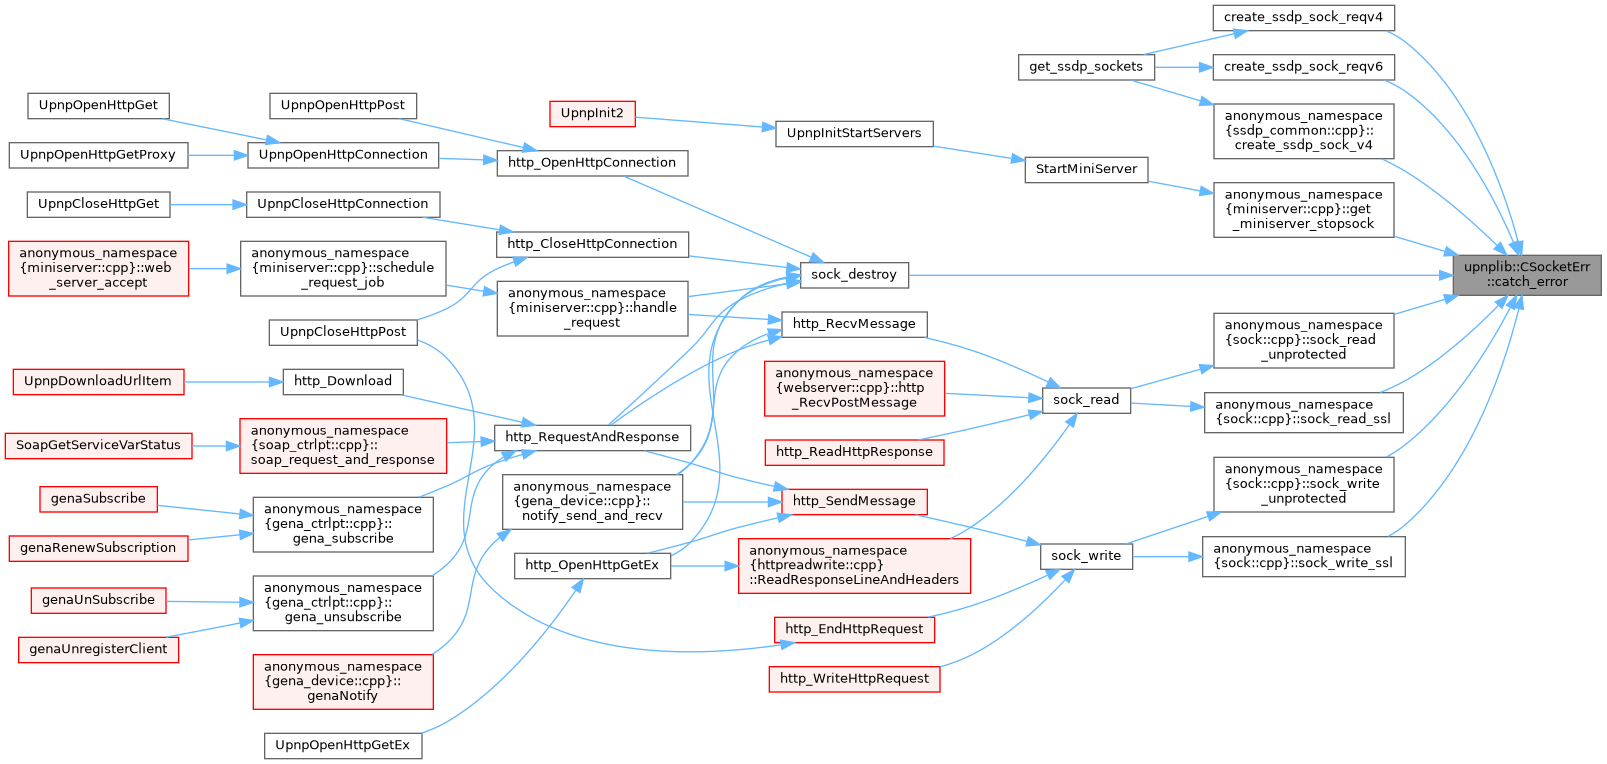 UpnpOpenHttpGet
UpnpOpenHttpGetProxy
UpnpCloseHttpGet
anonymous_namespace
{miniserver::cpp}::web
_server_accept
UpnpDownloadUrlItem
SoapGetServiceVarStatus
genaSubscribe
genaRenewSubscription
genaUnSubscribe
genaUnregisterClient
UpnpOpenHttpPost
UpnpOpenHttpConnection
UpnpCloseHttpConnection
anonymous_namespace
{miniserver::cpp}::schedule
_request_job
UpnpCloseHttpPost
http_Download
anonymous_namespace
{soap_ctrlpt::cpp}::
soap_request_and_response
anonymous_namespace
{gena_ctrlpt::cpp}::
gena_subscribe
anonymous_namespace
{gena_ctrlpt::cpp}::
gena_unsubscribe
anonymous_namespace
{gena_device::cpp}::
genaNotify
UpnpOpenHttpGetEx
UpnpInit2
http_OpenHttpConnection
http_CloseHttpConnection
anonymous_namespace
{miniserver::cpp}::handle
_request
http_RequestAndResponse
anonymous_namespace
{gena_device::cpp}::
notify_send_and_recv
http_OpenHttpGetEx
UpnpInitStartServers
sock_destroy
http_RecvMessage
anonymous_namespace
{webserver::cpp}::http
_RecvPostMessage
http_ReadHttpResponse
http_SendMessage
anonymous_namespace
{httpreadwrite::cpp}
::ReadResponseLineAndHeaders
http_EndHttpRequest
http_WriteHttpRequest
get_ssdp_sockets
StartMiniServer
sock_read
sock_write
create_ssdp_sock_reqv4
create_ssdp_sock_reqv6
anonymous_namespace
{ssdp_common::cpp}::
create_ssdp_sock_v4
anonymous_namespace
{miniserver::cpp}::get
_miniserver_stopsock
anonymous_namespace
{sock::cpp}::sock_read
_unprotected
anonymous_namespace
{sock::cpp}::sock_read_ssl
anonymous_namespace
{sock::cpp}::sock_write
_unprotected
anonymous_namespace
{sock::cpp}::sock_write_ssl
upnplib::CSocketErr
::catch_error